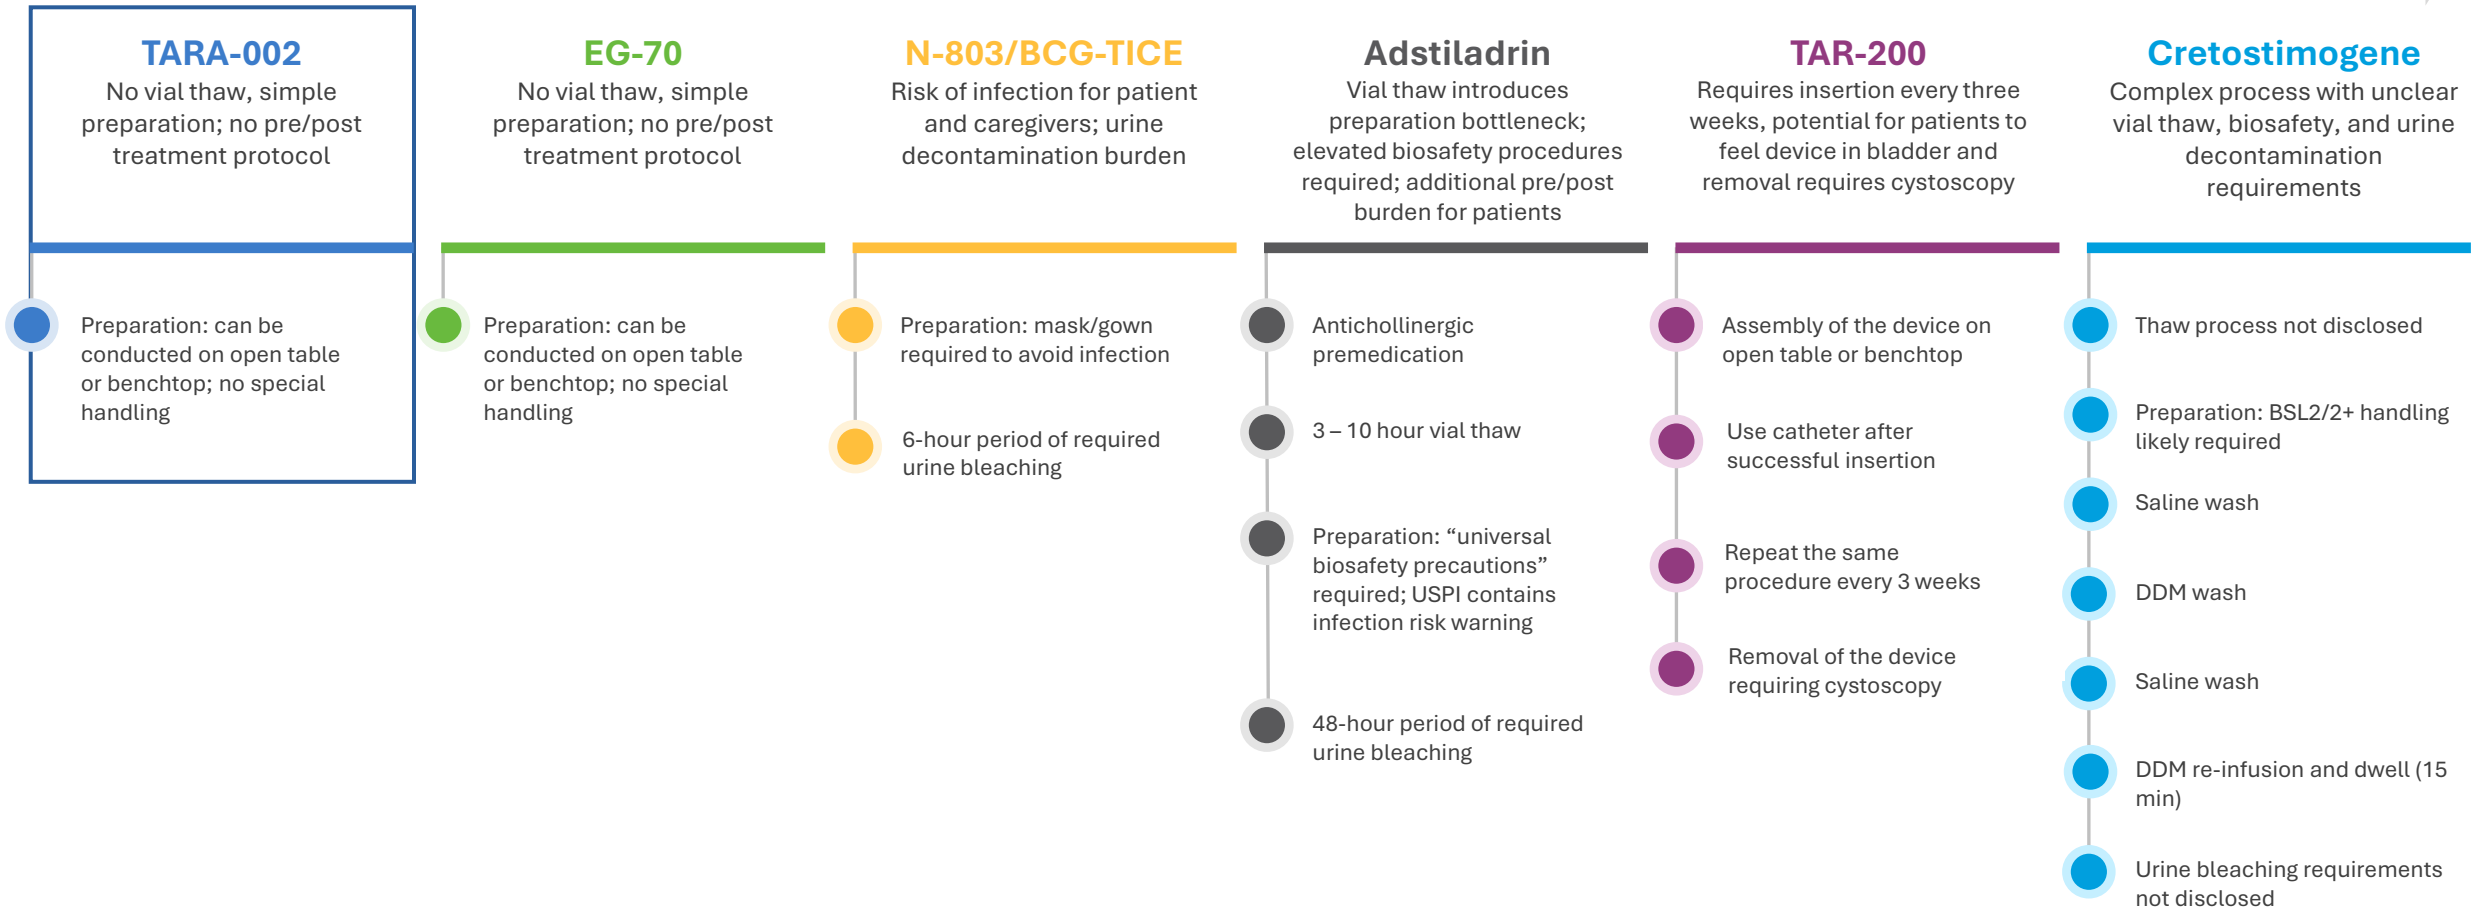 TARA-002
No vial thaw, simple
preparation; no pre/post
treatment protocol
Preparation: can be
conducted on open table
or benchtop; no special
handling
EG-70
No vial thaw, simple
preparation; no pre/post
treatment protocol
Preparation: can be
conducted on open table
or benchtop; no special
handling
N-803/BCG-TICE
Risk of infection for patient
and caregivers; urine
decontamination burden
Preparation: mask/gown
required to avoid infection
6-hour period of required
urine bleaching
Adstiladrin
Vial thaw introduces
preparation bottleneck;
elevated biosafety procedures
required; additional pre/post
burden for patients
Antichollinergic
premedication
3 – 10 hour vial thaw
Preparation: “universal
biosafety precautions”
required; USPI contains
infection risk warning
48-hour period of required
urine bleaching
TAR-200
Requires insertion every three
weeks, potential for patients to
feel device in bladder and
removal requires cystoscopy
Assembly of the device on
open table or benchtop
Use catheter after
successful insertion
Repeat the same
procedure every 3 weeks
Removal of the device
requiring cystoscopy
Cretostimogene
Complex process with unclear
vial thaw, biosafety, and urine
decontamination
requirements
Thaw process not disclosed
Preparation: BSL2/2+ handling
likely required
Saline wash
DDM wash
Saline wash
DDM re-infusion and dwell (15
min)
Urine bleaching requirements
not disclosed